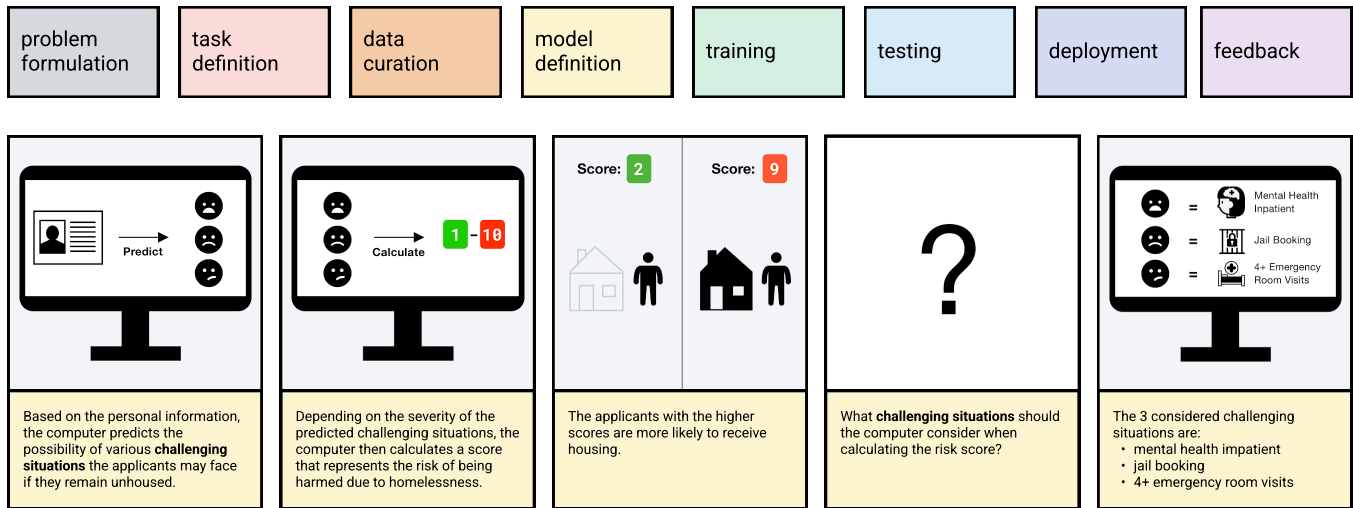 problem
formulation
task
definition
data
curation
model
definition
training
testing
deployment
feedback
Predict
Based on the personal information,
the computer predicts the
possibility of various challenging
situations the applicants may face
if they remain unhoused.
Calculate
1 - 10
Depending on the severity of the
predicted challenging situations, the
computer then calculates a score
that represents the risk of being
harmed due to homelessness.
Score: 2
Score: 9
The applicants with the higher
scores are more likely to receive
housing.
?
What challenging situations should
the computer consider when
calculating the risk score?
= Mental Health
Inpatient
= Jail Booking
= 4+ Emergency
Room Visits
The 3 considered challenging
situations are:
• mental health impatient
• jail booking
• 4+ emergency room visits